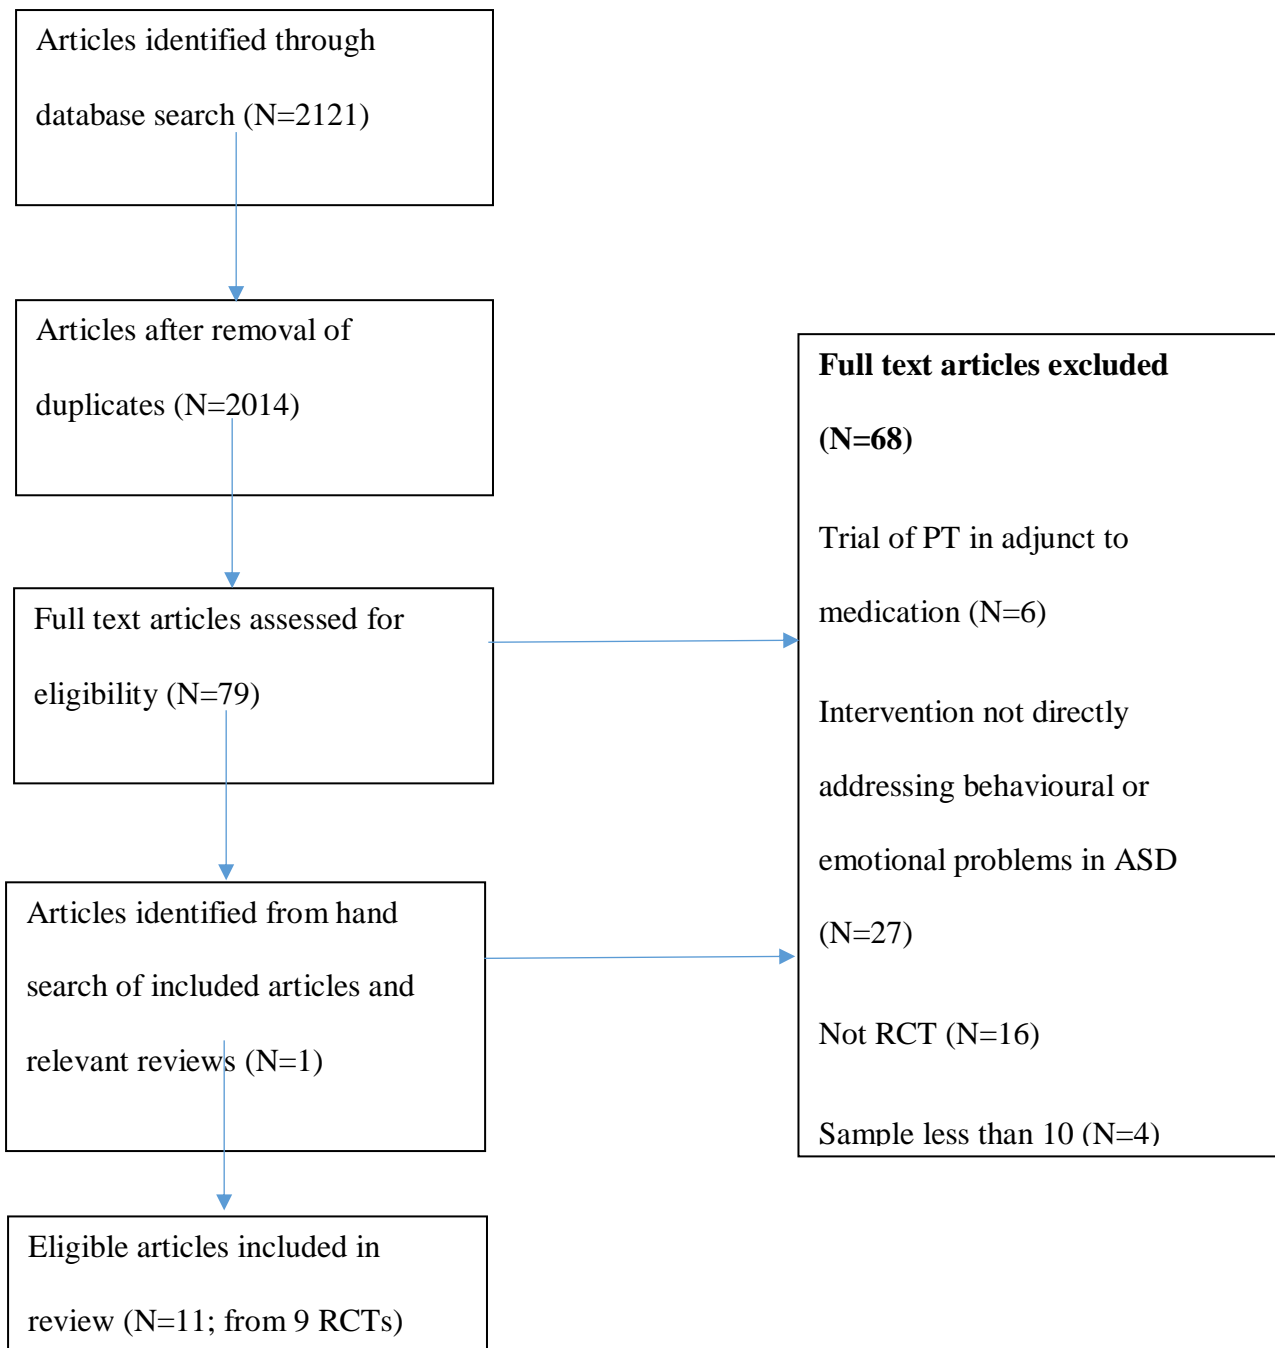 Articles identified through
database search (N=2121)
Articles after removal of
duplicates (N=2014)
Full text articles assessed for
eligibility (N=79)
Articles identified from hand
search of included articles and
relevant reviews (N=1)
Eligible articles included in
review (N=11; from 9 RCTs)
Full text articles excluded
(N=68)
Trial of PT in adjunct to
medication (N=6)
Intervention not directly
addressing behavioural or
emotional problems in ASD
(N=27)
Not RCT (N=16)
Sample less than 10 (N=4)